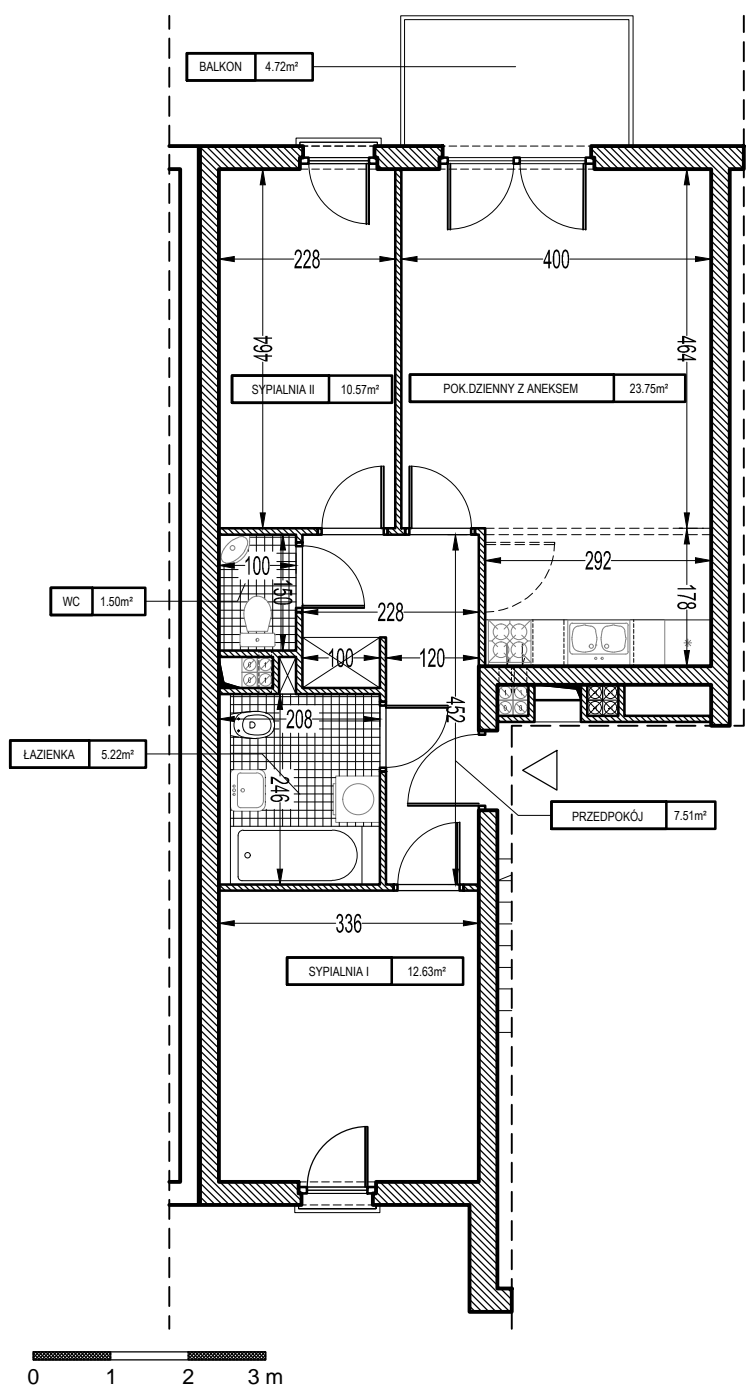 BALKON 4.72m²
228
400
464
464
SYPIALNIA II 10.57m²
POK.DZIENNY Z ANEKSEM 23.75m²
100
150
292
178
WC 1.50m²
228
100
120
452
208
ŁAZIENKA 5.22m²
246
PRZEDPOKÓJ 7.51m²
336
SYPIALNIA I 12.63m²
0 1 2 3 m